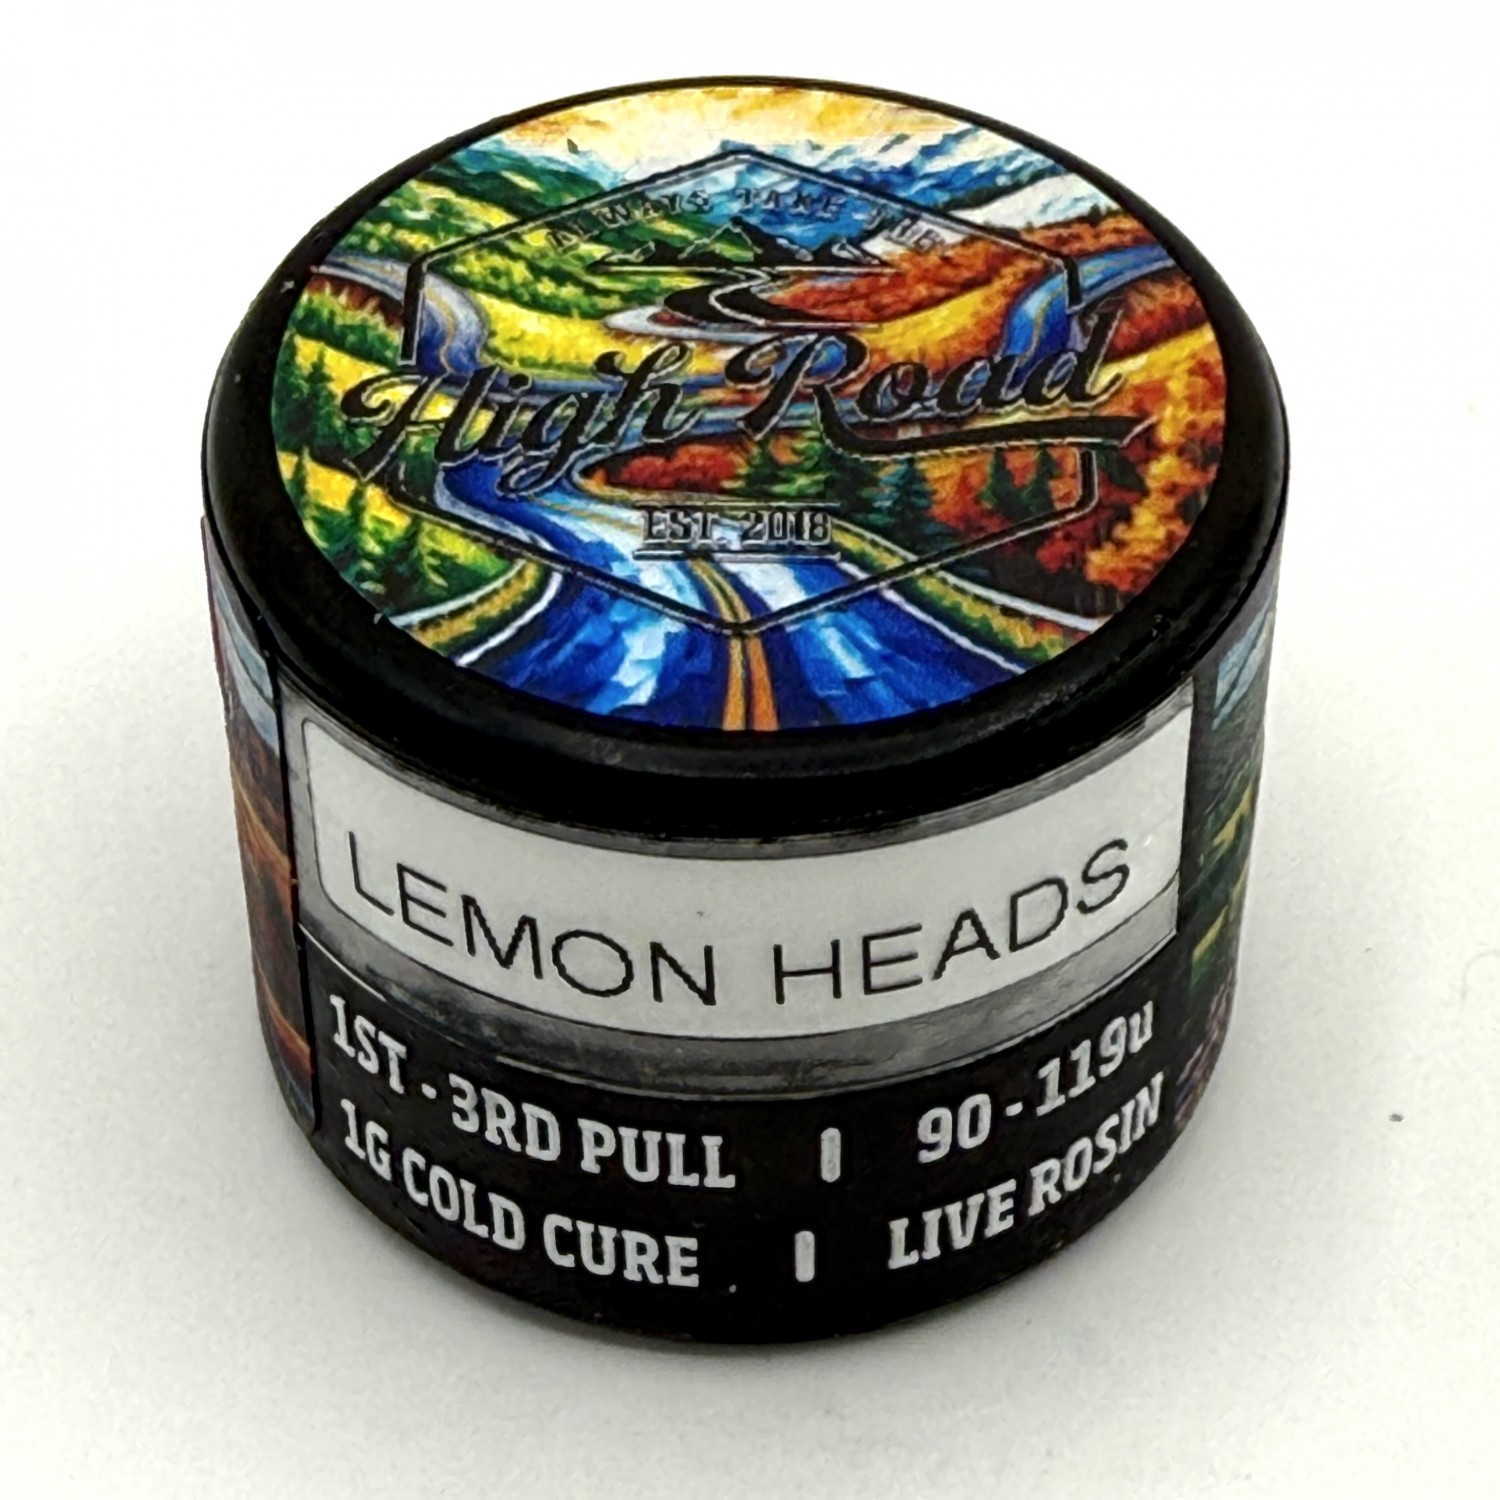 ALWAYS TAKE THE
High Road
EST. 2018
LEMON HEADS
1ST - 3RD PULL | 90 - 119u
1G COLD CURE | LIVE ROSIN